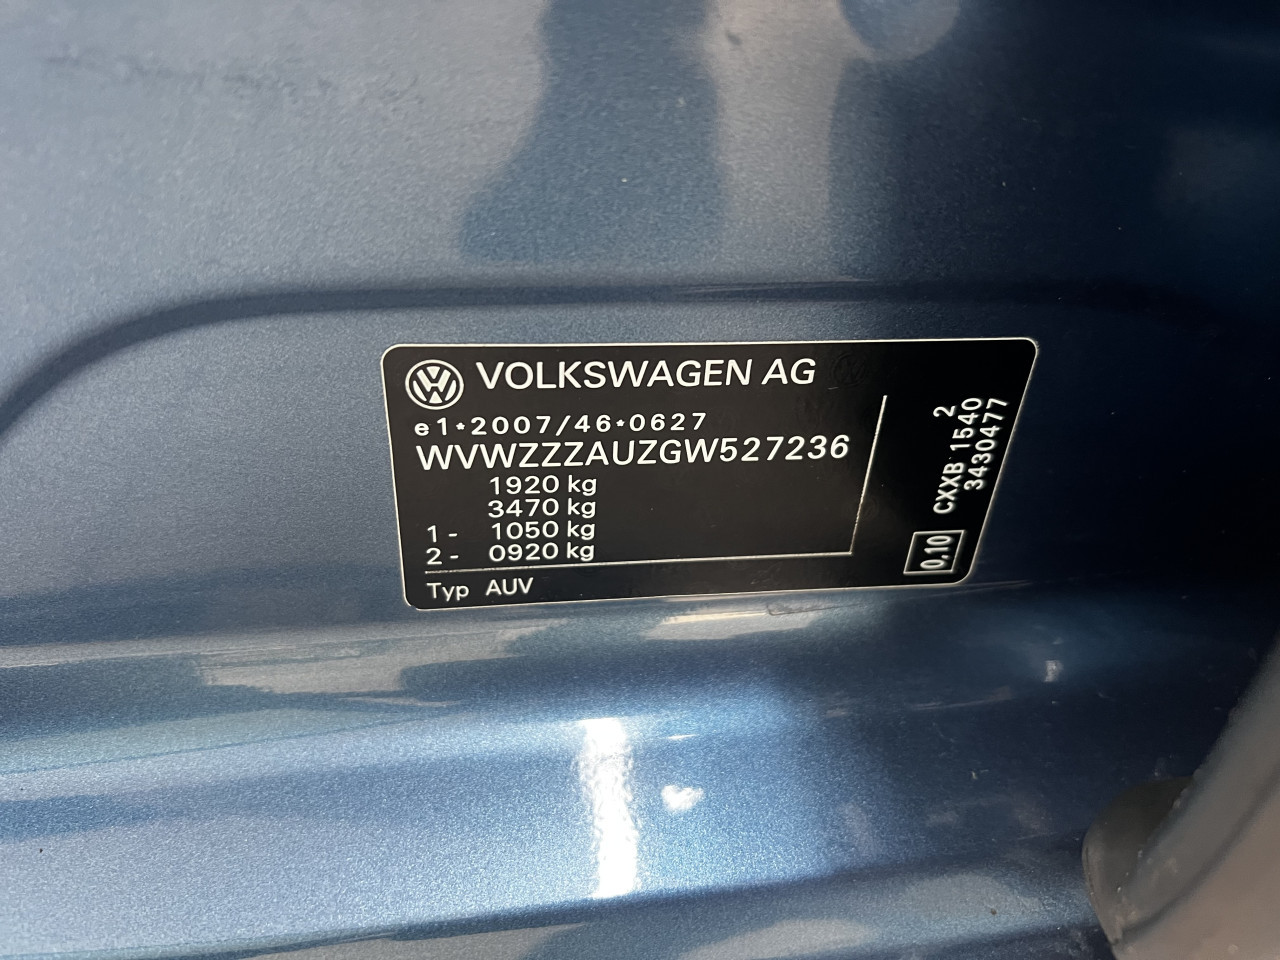 VOLKSWAGEN AG
e1*2007/46*0627
WVWZZZAUZGW527236
1920 kg
3470 kg
1- 1050 kg
2- 0920 kg
Typ AUV
2
CXXB 1540
3430477
0.10